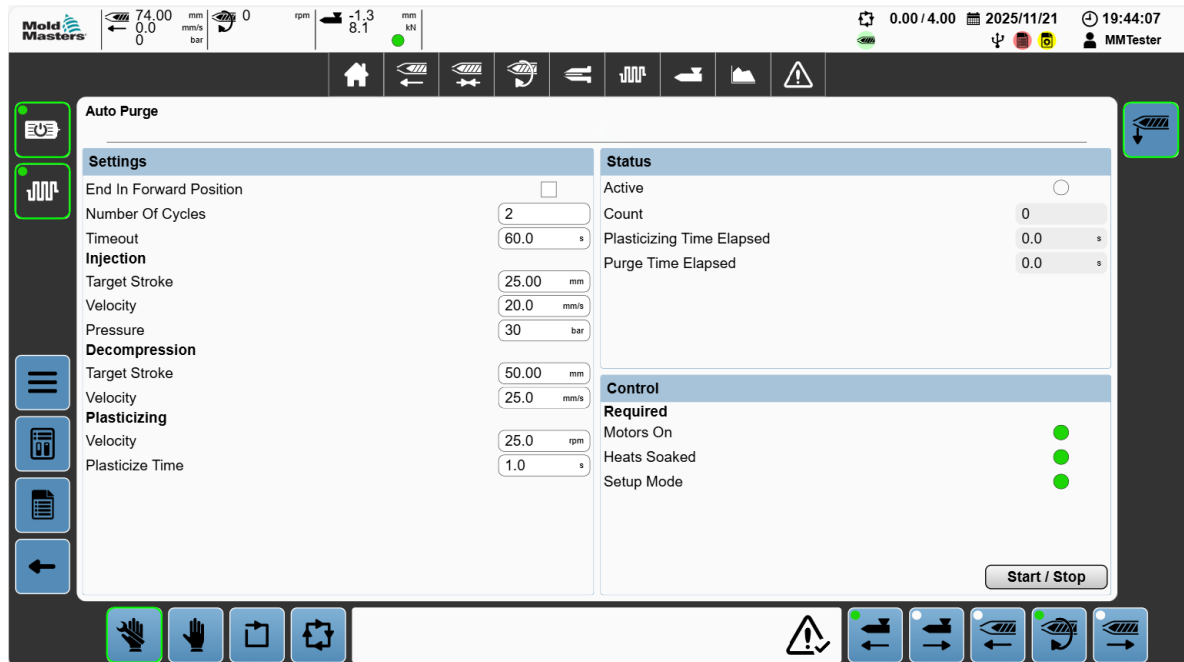 Mold
Masters
74.00 mm
0.0 mm/s
0 bar
0 rpm
-1.3 mm
8.1 kN
0.00 / 4.00
2025/11/21
19:44:07
MMTester
Auto Purge
Settings
End In Forward Position
Number Of Cycles 2
Timeout 60.0 s
Injection
Target Stroke 25.00 mm
Velocity 20.0 mm/s
Pressure 30 bar
Decompression
Target Stroke 50.00 mm
Velocity 25.0 mm/s
Plasticizing
Velocity 25.0 rpm
Plasticize Time 1.0 s
Status
Active
Count 0
Plasticizing Time Elapsed 0.0 s
Purge Time Elapsed 0.0 s
Control
Required
Motors On
Heats Soaked
Setup Mode
Start / Stop